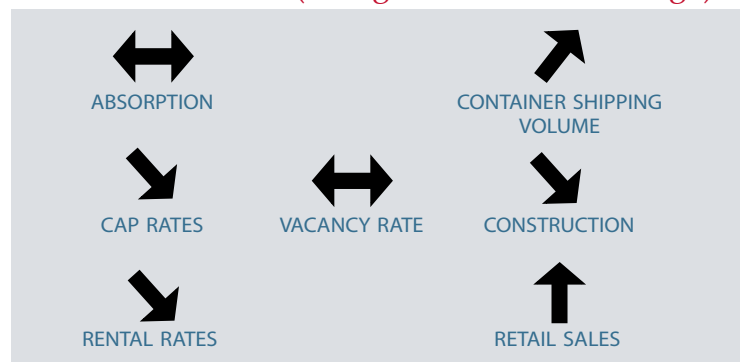 ABSORPTION
CONTAINER SHIPPING
VOLUME
CAP RATES
VACANCY RATE
CONSTRUCTION
RENTAL RATES
RETAIL SALES